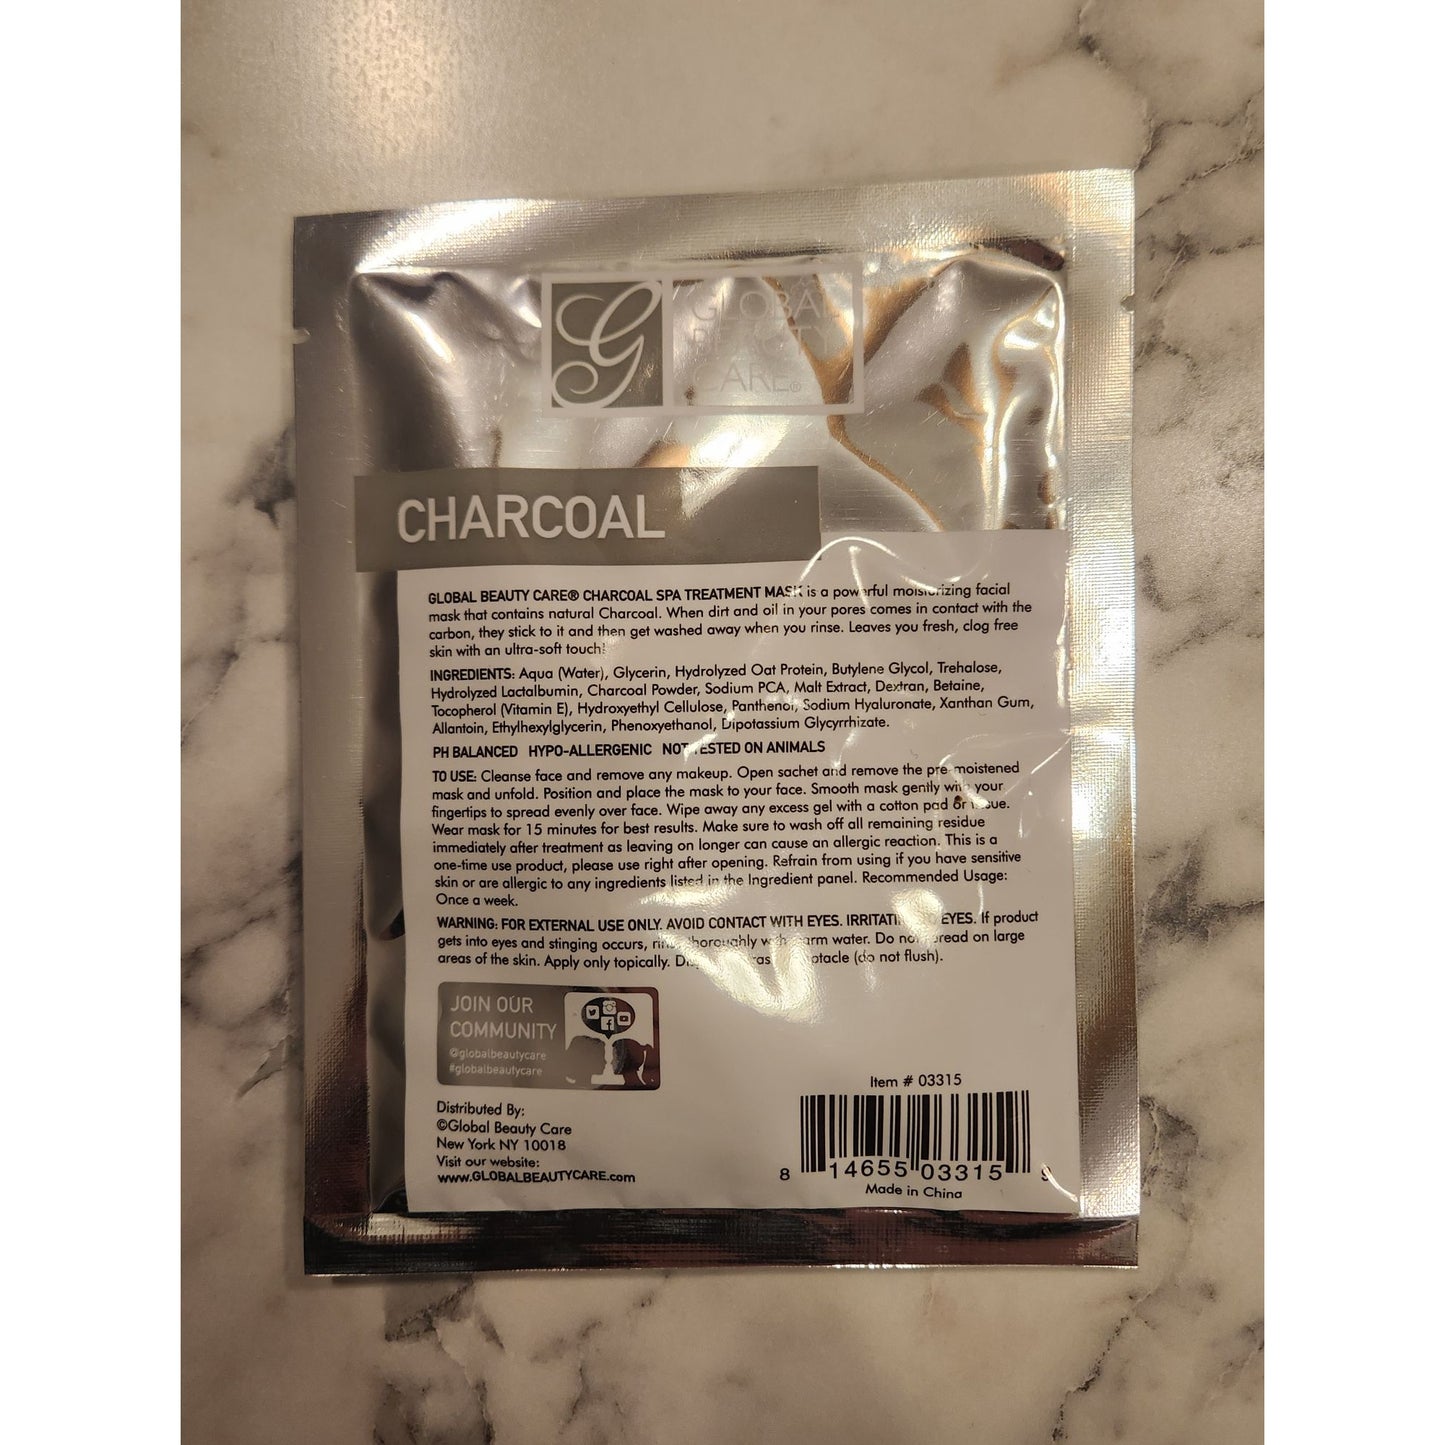 G
GLOBAL
BEAUTY
CARE®
CHARCOAL
GLOBAL BEAUTY CARE® CHARCOAL SPA TREATMENT MASK is a powerful moisturizing facial
mask that contains natural Charcoal. When dirt and oil in your pores comes in contact with the
carbon, they stick to it and then get washed away when you rinse. Leaves you fresh, clog free
skin with an ultra-soft touch!
INGREDIENTS: Aqua (Water), Glycerin, Hydrolyzed Oat Protein, Butylene Glycol, Trehalose,
Hydrolyzed Lactalbumin, Charcoal Powder, Sodium PCA, Malt Extract, Dextran, Betaine,
Tocopherol (Vitamin E), Hydroxyethyl Cellulose, Panthenol, Sodium Hyaluronate, Xanthan Gum,
Allantoin, Ethylhexylglycerin, Phenoxyethanol, Dipotassium Glycyrrhizate.
PH BALANCED HYPO-ALLERGENIC NOT TESTED ON ANIMALS
TO USE: Cleanse face and remove any makeup. Open sachet and remove the pre-moistened
mask and unfold. Position and place the mask to your face. Smooth mask gently with your
fingertips to spread evenly over face. Wipe away any excess gel with a cotton pad or tissue.
Wear mask for 15 minutes for best results. Make sure to wash off all remaining residue
immediately after treatment as leaving on longer can cause an allergic reaction. This is a
one-time use product, please use right after opening. Refrain from using if you have sensitive
skin or are allergic to any ingredients listed in the Ingredient panel. Recommended Usage:
Once a week.
WARNING: FOR EXTERNAL USE ONLY. AVOID CONTACT WITH EYES. EYES. If product
gets into eyes and stinging occurs, thoroughly with warm water. Do on large
areas of the skin. Apply only topically. (do not flush).
JOIN OUR
COMMUNITY
@globalbeautycare
#globalbeautycare
Distributed By:
©Global Beauty Care
New York NY 10018
Visit our website:
www.GLOBALBEAUTYCARE.com
Item # 03315
8 14655 03315 9
Made in China